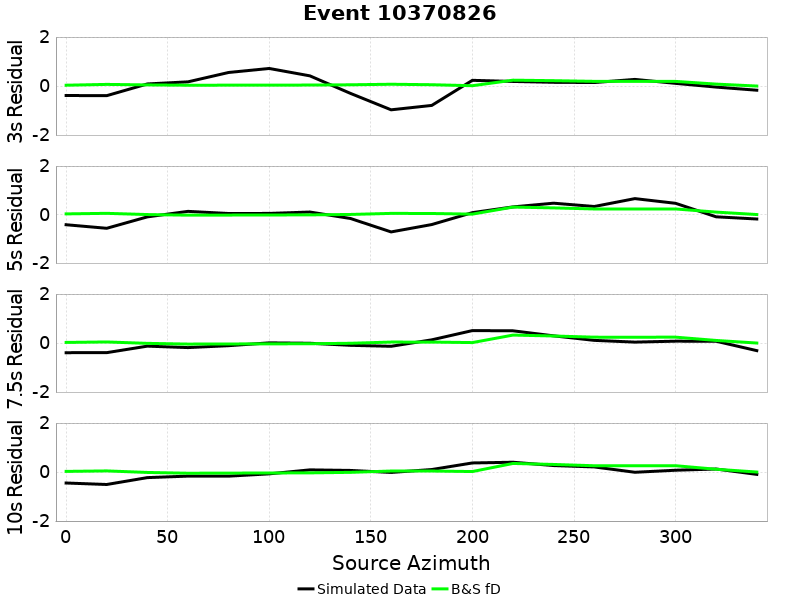 Event 10370826
3s Residual
2
0
-2
5s Residual
2
0
-2
7.5s Residual
2
0
-2
10s Residual
2
0
-2
0 50 100 150 200 250 300
Source Azimuth
Simulated Data B&S fD